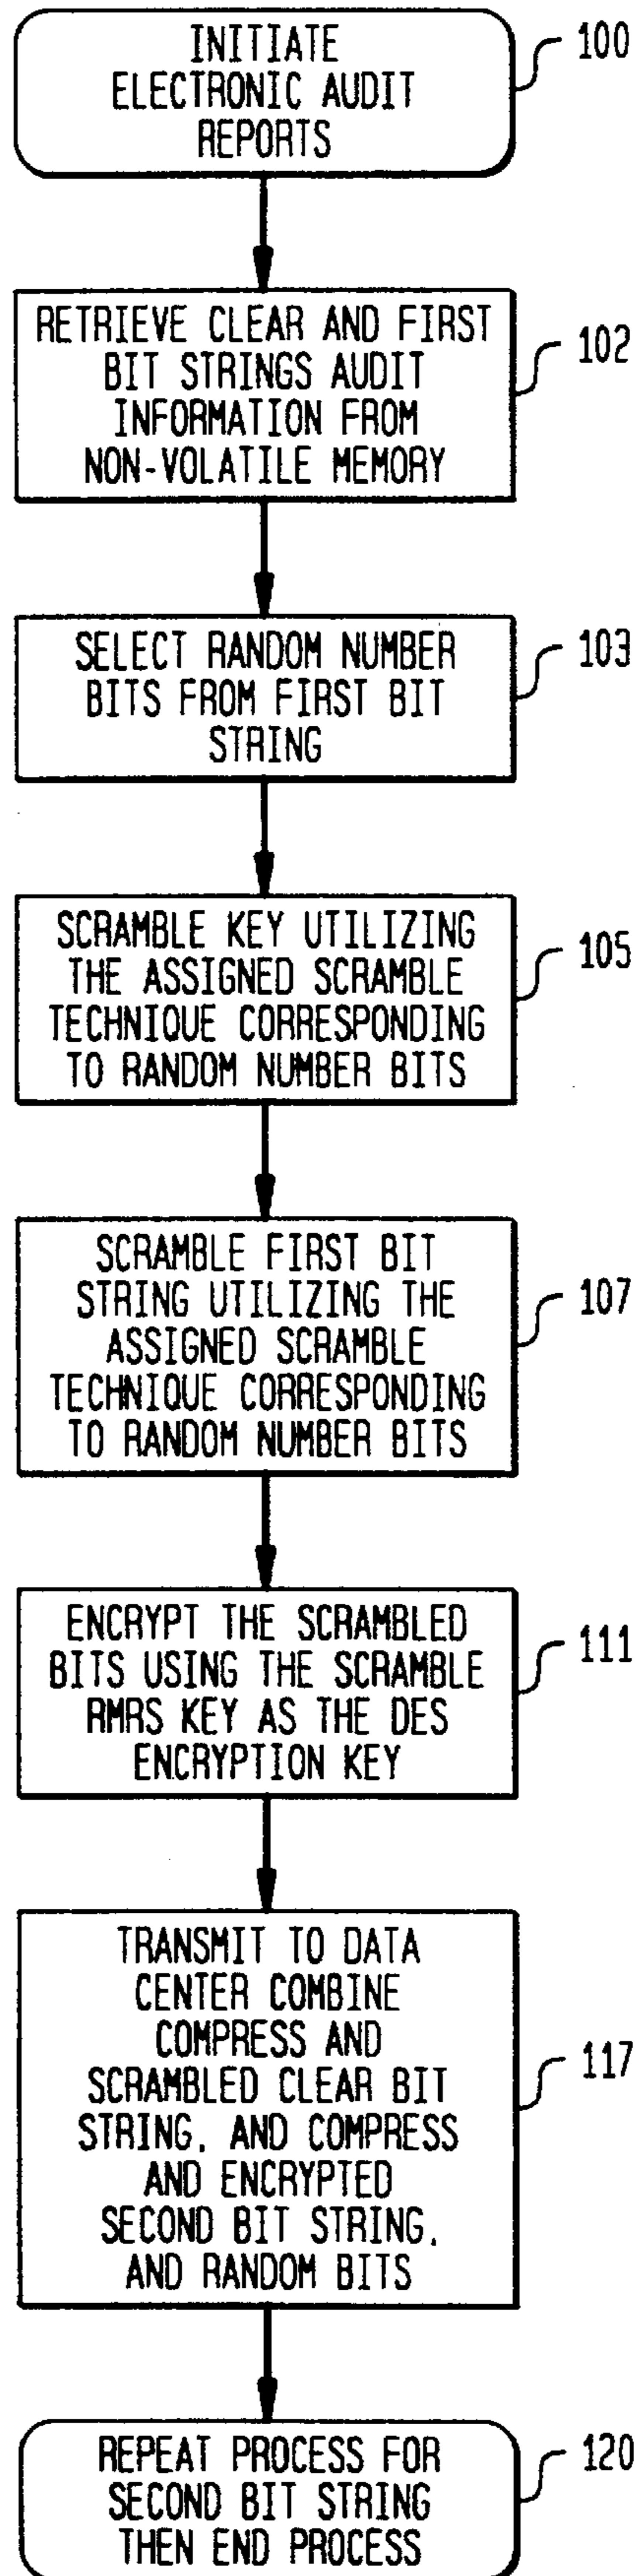 INITIATE
ELECTRONIC AUDIT
REPORTS
100
RETRIEVE CLEAR AND FIRST
BIT STRINGS AUDIT
INFORMATION FROM
NON-VOLATILE MEMORY
102
SELECT RANDOM NUMBER
BITS FROM FIRST BIT
STRING
103
SCRAMBLE KEY UTILIZING
THE ASSIGNED SCRAMBLE
TECHNIQUE CORRESPONDING
TO RANDOM NUMBER BITS
105
SCRAMBLE FIRST BIT
STRING UTILIZING THE
ASSIGNED SCRAMBLE
TECHNIQUE CORRESPONDING
TO RANDOM NUMBER BITS
107
ENCRYPT THE SCRAMBLED
BITS USING THE SCRAMBLE
RMRS KEY AS THE DES
ENCRYPTION KEY
111
TRANSMIT TO DATA
CENTER COMBINE
COMPRESS AND
SCRAMBLED CLEAR BIT
STRING, AND COMPRESS
AND ENCRYPTED
SECOND BIT STRING,
AND RANDOM BITS
117
REPEAT PROCESS FOR
SECOND BIT STRING
THEN END PROCESS
120